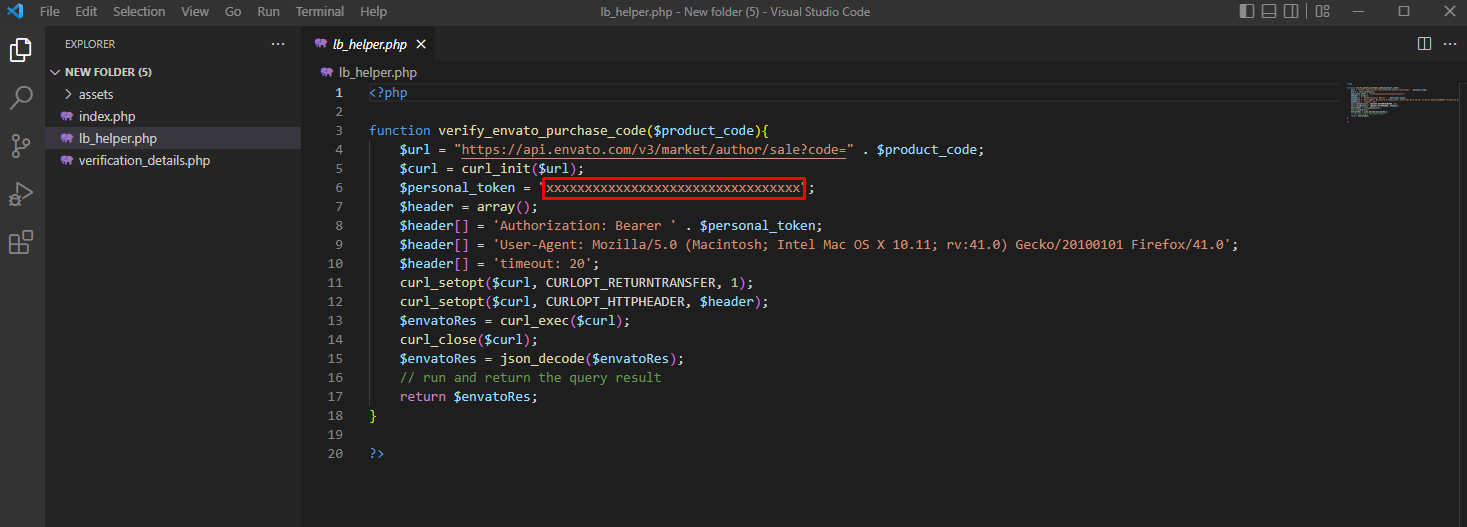 File Edit Selection View Go Run Terminal Help
lb_helper.php - New folder (5) - Visual Studio Code
EXPLORER
NEW FOLDER (5)
assets
index.php
lb_helper.php
verification_details.php
lb_helper.php
lb_helper.php
1 <?php
2
3 function verify_envato_purchase_code($product_code){
4 $url = "https://api.envato.com/v3/market/author/sale?code=" . $product_code;
5 $curl = curl_init($url);
6 $personal_token = "xxxxxxxxxxxxxxxxxxxxxxxxxxxxxxxxx";
7 $header = array();
8 $header[] = 'Authorization: Bearer ' . $personal_token;
9 $header[] = 'User-Agent: Mozilla/5.0 (Macintosh; Intel Mac OS X 10.11; rv:41.0) Gecko/20100101 Firefox/41.0';
10 $header[] = 'timeout: 20';
11 curl_setopt($curl, CURLOPT_RETURNTRANSFER, 1);
12 curl_setopt($curl, CURLOPT_HTTPHEADER, $header);
13 $envatoRes = curl_exec($curl);
14 curl_close($curl);
15 $envatoRes = json_decode($envatoRes);
16 // run and return the query result
17 return $envatoRes;
18 }
19
20 ?>